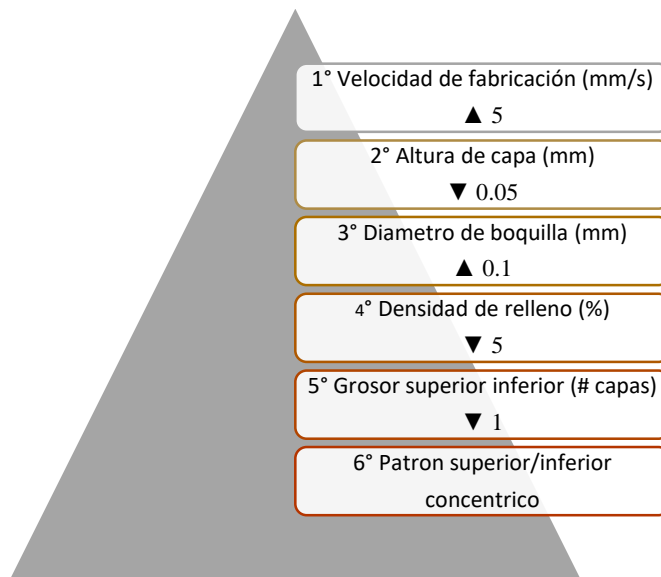 1° Velocidad de fabricación (mm/s)
▲ 5
2° Altura de capa (mm)
▼ 0.05
3° Diametro de boquilla (mm)
▲ 0.1
4° Densidad de relleno (%)
▼ 5
5° Grosor superior inferior (# capas)
▼ 1
6° Patron superior/inferior
concentrico